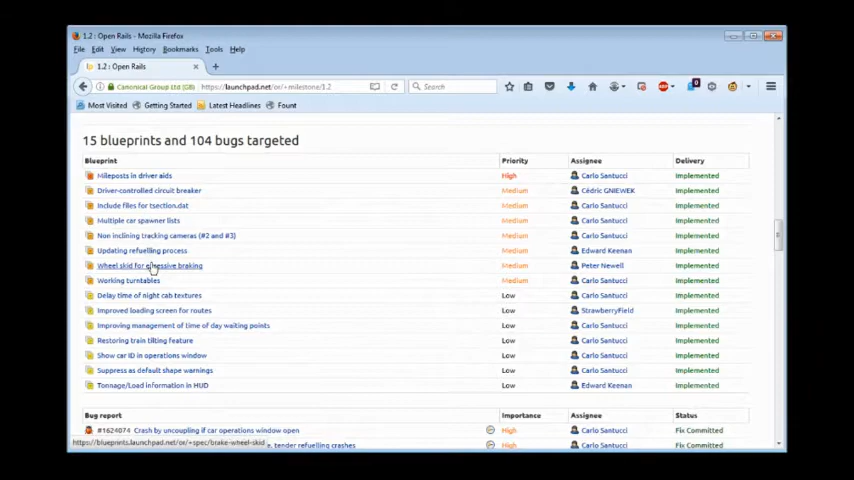 1.2 : Open Rails - Mozilla Firefox
File Edit View History Bookmarks Tools Help
1.2 : Open Rails
Canonical Group Ltd (GB) https://launchpad.net/or/+milestone/1.2 Search
Most Visited Getting Started Latest Headlines Fount
15 blueprints and 104 bugs targeted
Blueprint Priority Assignee Delivery
Mileposts in driver aids High Carlo Santucci Implemented
Driver-controlled circuit breaker Medium Cédric GNIEWEK Implemented
Include files for tsection.dat Medium Carlo Santucci Implemented
Multiple car spawner lists Medium Carlo Santucci Implemented
Non inclining tracking cameras (#2 and #3) Medium Carlo Santucci Implemented
Updating refuelling process Medium Edward Keenan Implemented
Wheel skid for excessive braking Medium Peter Newell Implemented
Working turntables Medium Carlo Santucci Implemented
Delay time of night cab textures Low Carlo Santucci Implemented
Improved loading screen for routes Low StrawberryField Implemented
Improving management of time of day waiting points Low Carlo Santucci Implemented
Restoring train tilting feature Low Carlo Santucci Implemented
Show car ID in operations window Low Carlo Santucci Implemented
Suppress as default shape warnings Low Carlo Santucci Implemented
Tonnage/Load information in HUD Low Edward Keenan Implemented
Bug report Importance Assignee Status
#1624074 Crash by uncoupling if car operations window open High Carlo Santucci Fix Committed
https://blueprints.launchpad.net/or/+spec/brake-wheel-skid e, tender refuelling crashes High Carlo Santucci Fix Committed